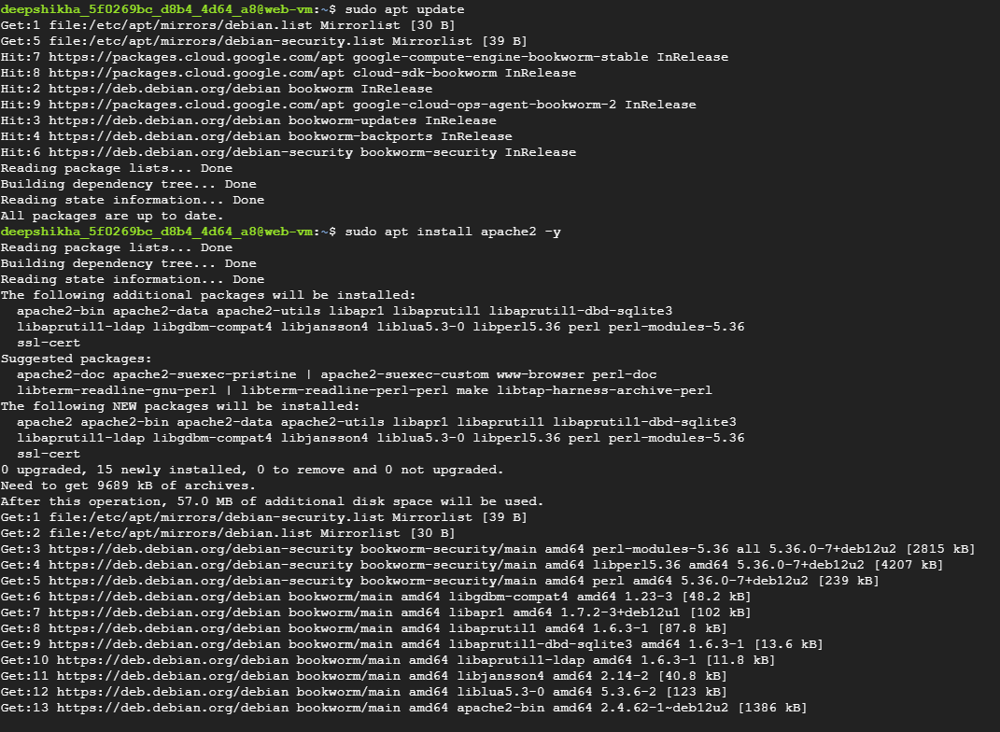 deepshikha_5f0269bc_d8b4_4d64_a8@web-vm:~$ sudo apt update
Get:1 file:/etc/apt/mirrors/debian.list Mirrorlist [30 B]
Get:5 file:/etc/apt/mirrors/debian-security.list Mirrorlist [39 B]
Hit:7 https://packages.cloud.google.com/apt google-compute-engine-bookworm-stable InRelease
Hit:8 https://packages.cloud.google.com/apt cloud-sdk-bookworm InRelease
Hit:2 https://deb.debian.org/debian bookworm InRelease
Hit:9 https://packages.cloud.google.com/apt google-cloud-ops-agent-bookworm-2 InRelease
Hit:3 https://deb.debian.org/debian bookworm-updates InRelease
Hit:4 https://deb.debian.org/debian bookworm-backports InRelease
Hit:6 https://deb.debian.org/debian-security bookworm-security InRelease
Reading package lists... Done
Building dependency tree... Done
Reading state information... Done
All packages are up to date.
deepshikha_5f0269bc_d8b4_4d64_a8@web-vm:~$ sudo apt install apache2 -y
Reading package lists... Done
Building dependency tree... Done
Reading state information... Done
The following additional packages will be installed:
  apache2-bin apache2-data apache2-utils libapr1 libaprutil1 libaprutil1-dbd-sqlite3
  libaprutil1-ldap libgdbm-compat4 libjansson4 liblua5.3-0 libperl5.36 perl perl-modules-5.36
  ssl-cert
Suggested packages:
  apache2-doc apache2-suexec-pristine | apache2-suexec-custom www-browser perl-doc
  libterm-readline-gnu-perl | libterm-readline-perl-perl make libtap-harness-archive-perl
The following NEW packages will be installed:
  apache2 apache2-bin apache2-data apache2-utils libapr1 libaprutil1 libaprutil1-dbd-sqlite3
  libaprutil1-ldap libgdbm-compat4 libjansson4 liblua5.3-0 libperl5.36 perl perl-modules-5.36
  ssl-cert
0 upgraded, 15 newly installed, 0 to remove and 0 not upgraded.
Need to get 9689 kB of archives.
After this operation, 57.0 MB of additional disk space will be used.
Get:1 file:/etc/apt/mirrors/debian-security.list Mirrorlist [39 B]
Get:2 file:/etc/apt/mirrors/debian.list Mirrorlist [30 B]
Get:3 https://deb.debian.org/debian-security bookworm-security/main amd64 perl-modules-5.36 all 5.36.0-7+deb12u2 [2815 kB]
Get:4 https://deb.debian.org/debian-security bookworm-security/main amd64 libperl5.36 amd64 5.36.0-7+deb12u2 [4207 kB]
Get:5 https://deb.debian.org/debian-security bookworm-security/main amd64 perl amd64 5.36.0-7+deb12u2 [239 kB]
Get:6 https://deb.debian.org/debian bookworm/main amd64 libgdbm-compat4 amd64 1.23-3 [48.2 kB]
Get:7 https://deb.debian.org/debian bookworm/main amd64 libapr1 amd64 1.7.2-3+deb12u1 [102 kB]
Get:8 https://deb.debian.org/debian bookworm/main amd64 libaprutil1 amd64 1.6.3-1 [87.8 kB]
Get:9 https://deb.debian.org/debian bookworm/main amd64 libaprutil1-dbd-sqlite3 amd64 1.6.3-1 [13.6 kB]
Get:10 https://deb.debian.org/debian bookworm/main amd64 libaprutil1-ldap amd64 1.6.3-1 [11.8 kB]
Get:11 https://deb.debian.org/debian bookworm/main amd64 libjansson4 amd64 2.14-2 [40.8 kB]
Get:12 https://deb.debian.org/debian bookworm/main amd64 liblua5.3-0 amd64 5.3.6-2 [123 kB]
Get:13 https://deb.debian.org/debian bookworm/main amd64 apache2-bin amd64 2.4.62-1~deb12u2 [1386 kB]